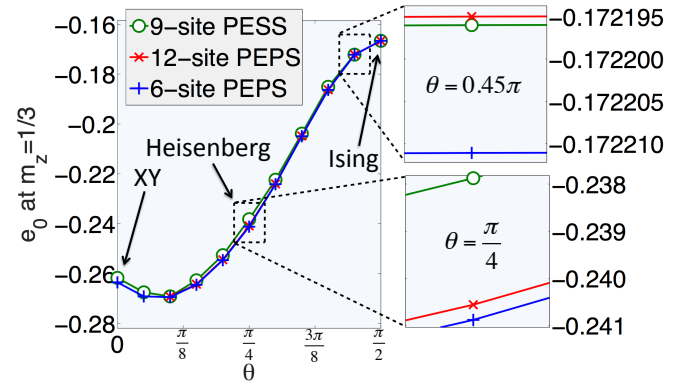 e₀ at m_z=1/3
−0.16
−0.18
−0.2
−0.22
−0.24
−0.26
−0.28
9−site PESS
12−site PEPS
6−site PEPS
Heisenberg
XY
Ising
0
π/8
π/4
3π/8
π/2
θ
θ = 0.45π
−0.172195
−0.172200
−0.172205
−0.172210
θ = π/4
−0.238
−0.239
−0.240
−0.241